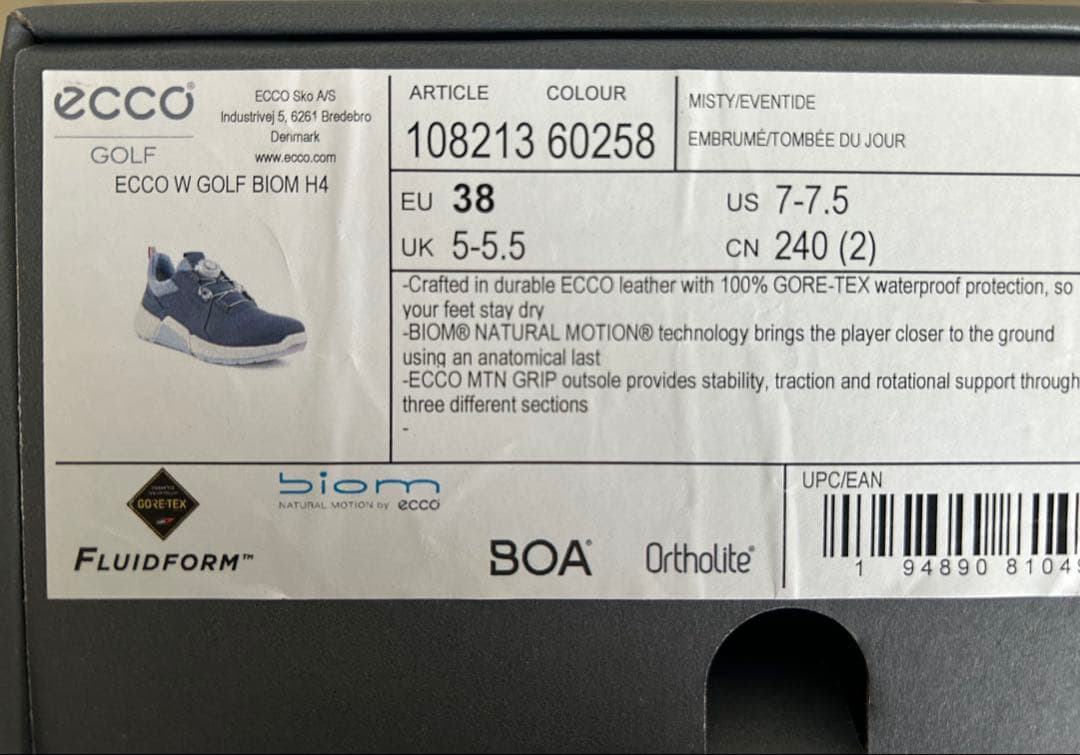 ecco®
GOLF
ECCO Sko A/S
Industrivej 5, 6261 Bredebro
Denmark
www.ecco.com
ECCO W GOLF BIOM H4
ARTICLE COLOUR
108213 60258
MISTY/EVENTIDE
EMBRUMÉ/TOMBÉE DU JOUR
EU 38
US 7-7.5
UK 5-5.5
CN 240 (2)
-Crafted in durable ECCO leather with 100% GORE-TEX waterproof protection, so
your feet stay dry
-BIOM® NATURAL MOTION® technology brings the player closer to the ground
using an anatomical last
-ECCO MTN GRIP outsole provides stability, traction and rotational support through
three different sections
-
GORE-TEX
FLUIDFORM™
biom
NATURAL MOTION by ecco
BOA®
Ortholite®
UPC/EAN
1 94890 8104